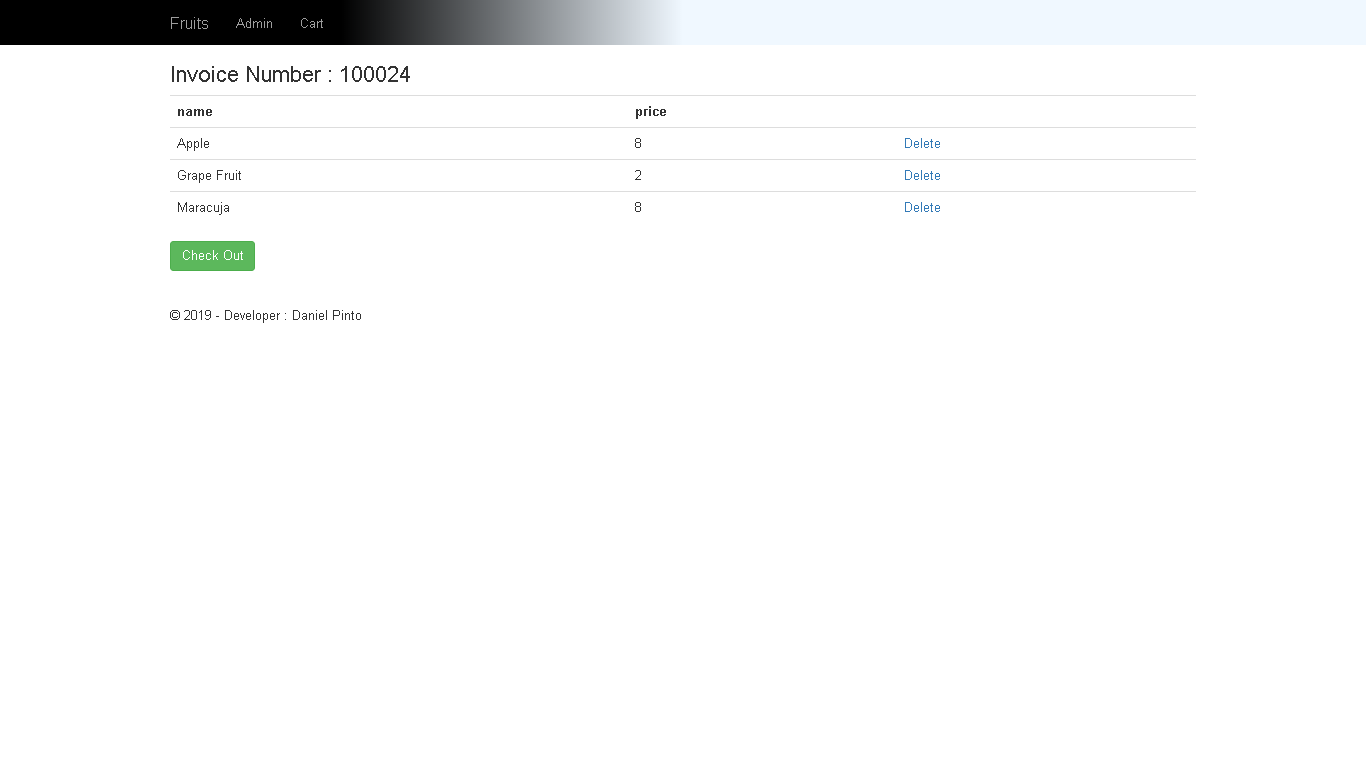 Fruits Admin Cart
Invoice Number : 100024
name price
Apple 8 Delete
Grape Fruit 2 Delete
Maracuja 8 Delete
Check Out
© 2019 - Developer : Daniel Pinto